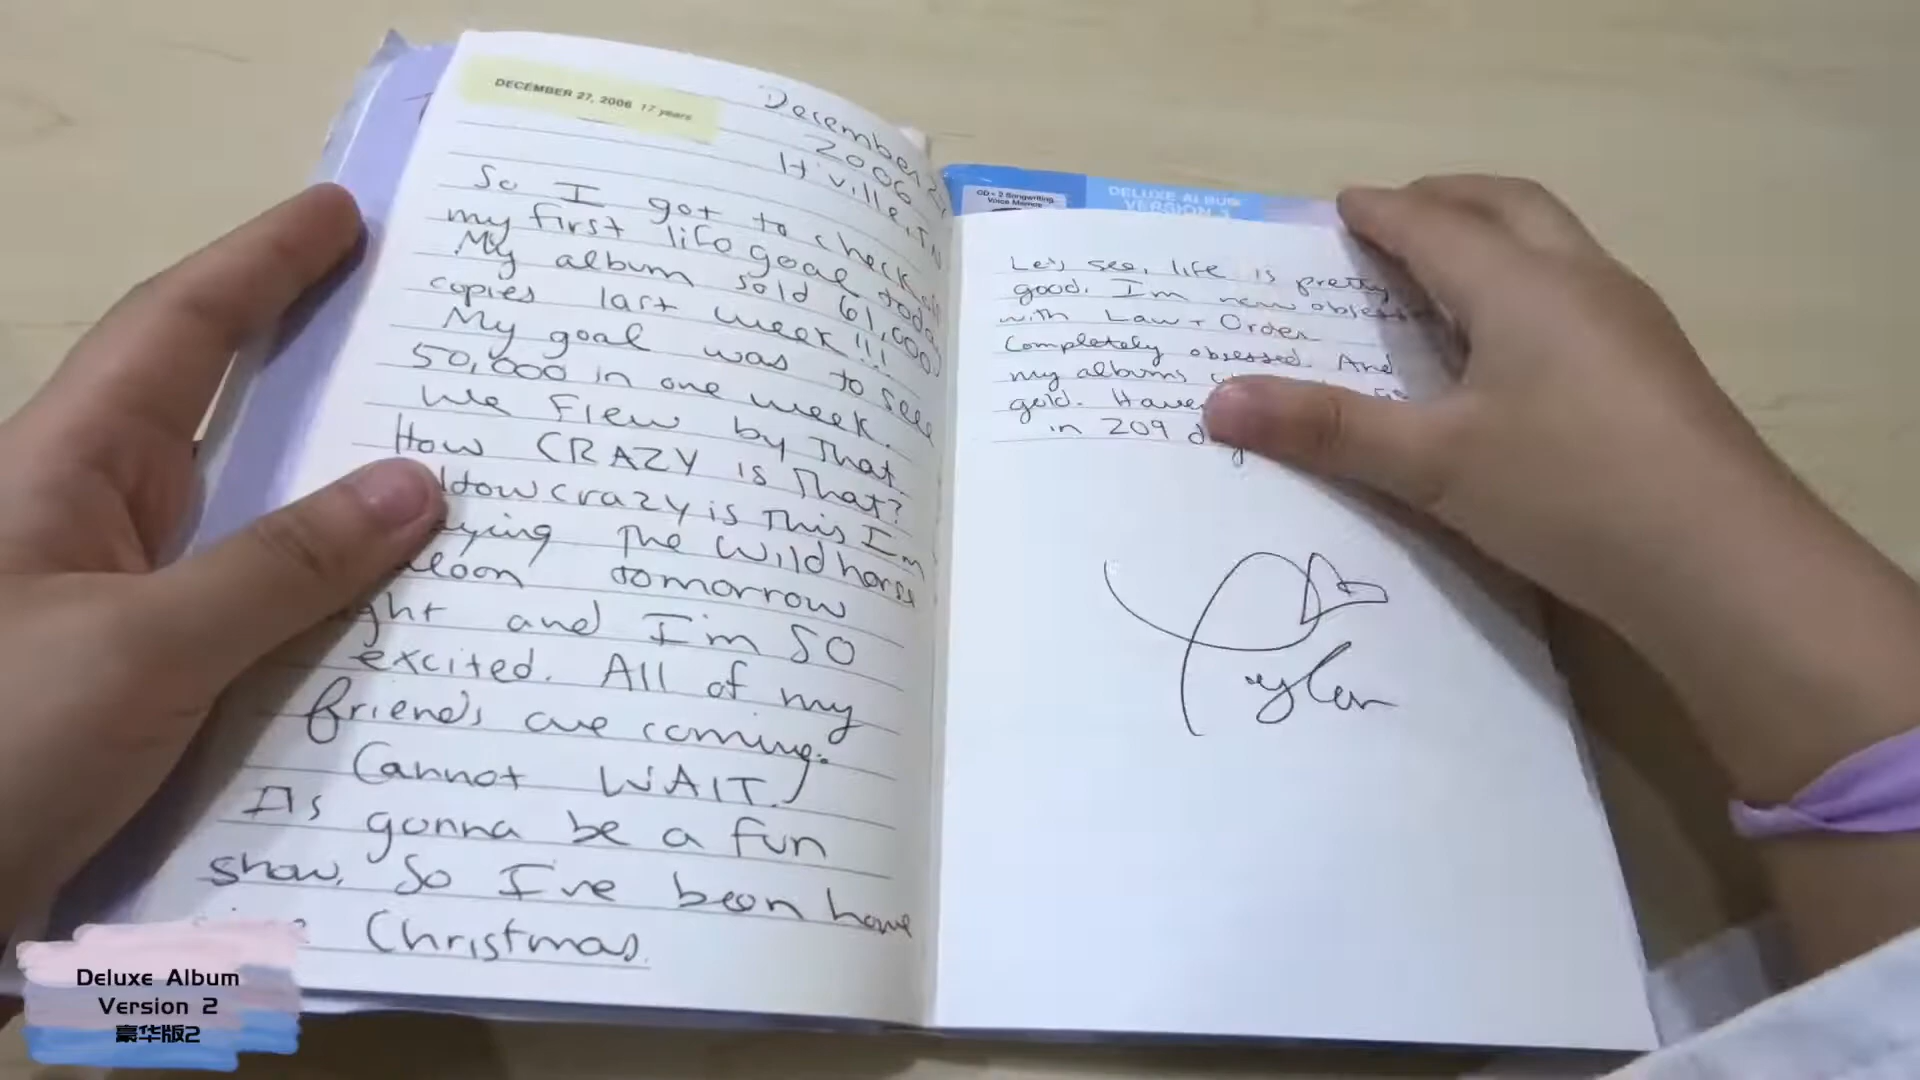 DECEMBER 27, 2006 17 years
December
2006
H'ville, TN
So I got to check
my first life goal today
My album sold 61,000
copies last week!!!
My goal was to sell
50,000 in one week.
We flew by that.
How CRAZY is That?
How crazy is This I'm
The Wildhorse
tomorrow
and I'm SO
excited. All of my
friends are coming.
Cannot WAIT!
It's gonna be a fun
show. So I've been home
Christmas.
CD + 2 Songwriting
Voice Memos
DELUXE ALBUM
VERSION 3
Let's see, life is pretty
good. I'm now
with Law + Order
Completely obsessed. And
my albums
gold.
in 209
Taylor
Deluxe Album
Version 2
豪华版2